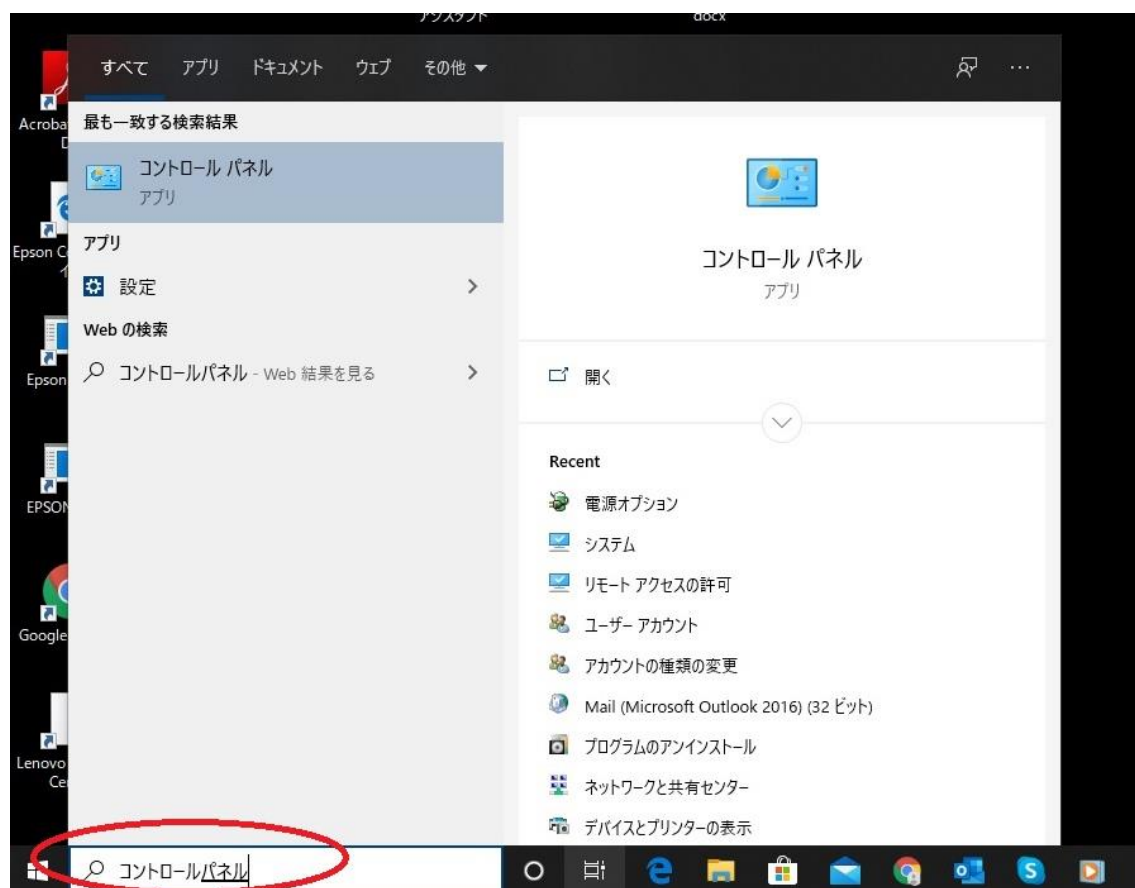 アシスタント
docx
すべて アプリ ドキュメント ウェブ その他
最も一致する検索結果
コントロール パネル
アプリ
アプリ
設定
Web の検索
コントロールパネル - Web 結果を見る
コントロール パネル
アプリ
開く
Recent
電源オプション
システム
リモート アクセスの許可
ユーザー アカウント
アカウントの種類の変更
Mail (Microsoft Outlook 2016) (32 ビット)
プログラムのアンインストール
ネットワークと共有センター
デバイスとプリンターの表示
Acroba
D
Epson C
イ
Epson
EPSON
Google
Lenovo
Ce
コントロールパネル